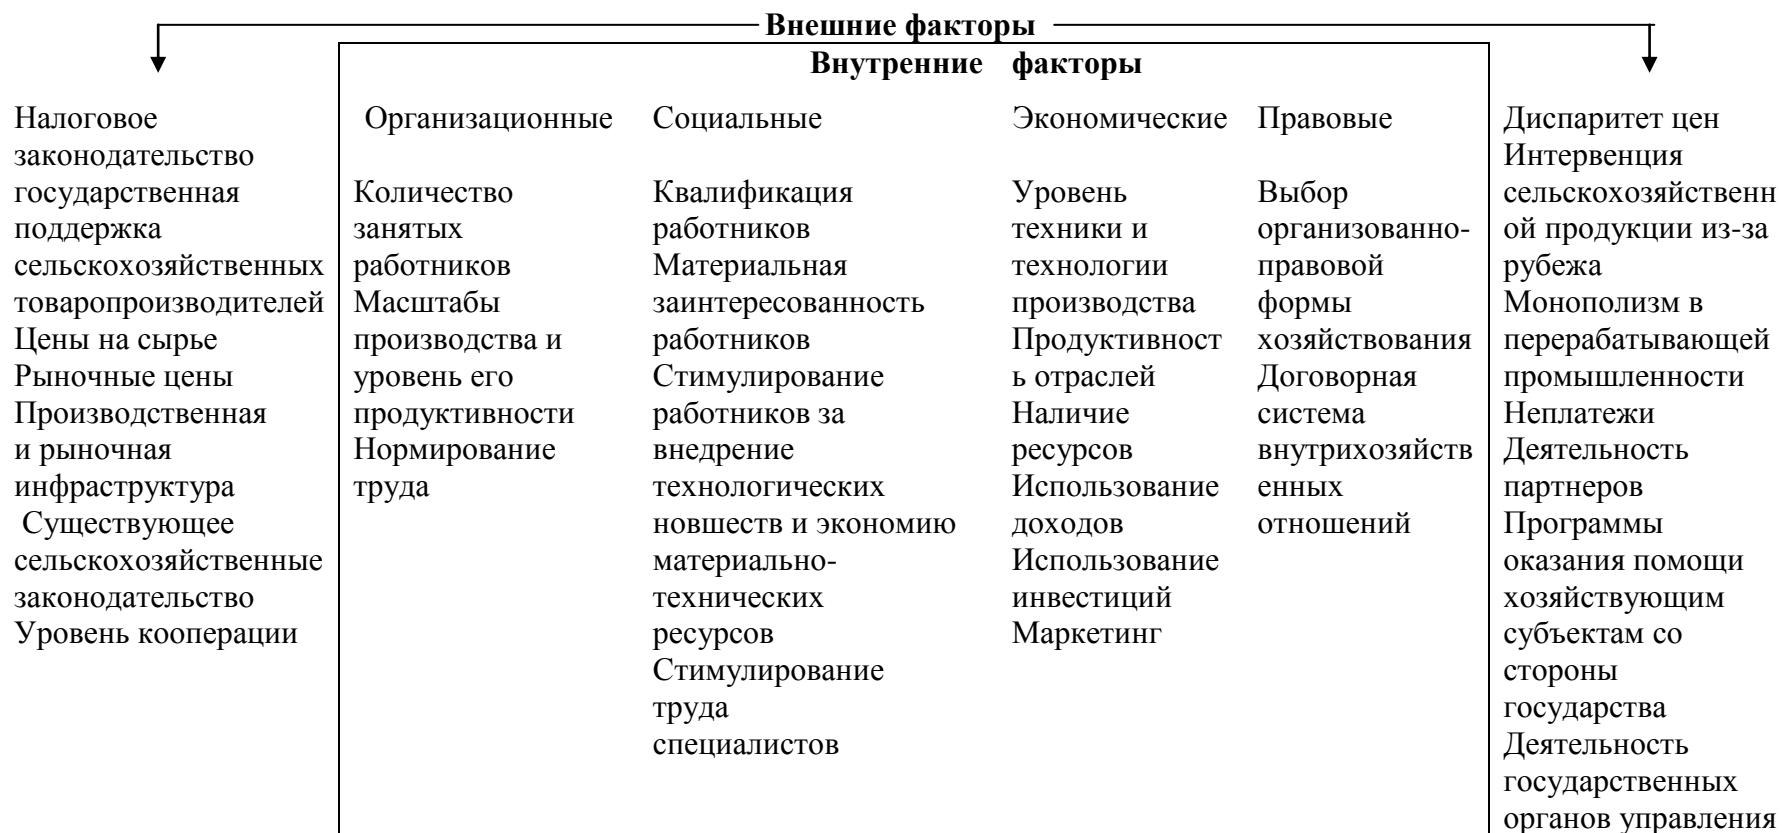 Внешние факторы
Внутренние факторы
Налоговое
законодательство
государственная
поддержка
сельскохозяйственных
товаропроизводителей
Цены на сырье
Рыночные цены
Производственная
и рыночная
инфраструктура
Существующее
сельскохозяйственные
законодательство
Уровень кооперации
Организационные
Количество
занятых
работников
Масштабы
производства и
уровень его
продуктивности
Нормирование
труда
Социальные
Квалификация
работников
Материальная
заинтересованность
работников
Стимулирование
работников за
внедрение
технологических
новшеств и экономию
материально-
технических
ресурсов
Стимулирование
труда
специалистов
Экономические
Уровень
техники и
технологии
производства
Продуктивност
ь отраслей
Наличие
ресурсов
Использование
доходов
Использование
инвестиций
Маркетинг
Правовые
Выбор
организованно-
правовой
формы
хозяйствования
Договорная
система
внутрихозяйств
енных
отношений
Диспаритет цен
Интервенция
сельскохозяйственн
ой продукции из-за
рубежа
Монополизм в
перерабатывающей
промышленности
Неплатежи
Деятельность
партнеров
Программы
оказания помощи
хозяйствующим
субъектам со
стороны
государства
Деятельность
государственных
органов управления